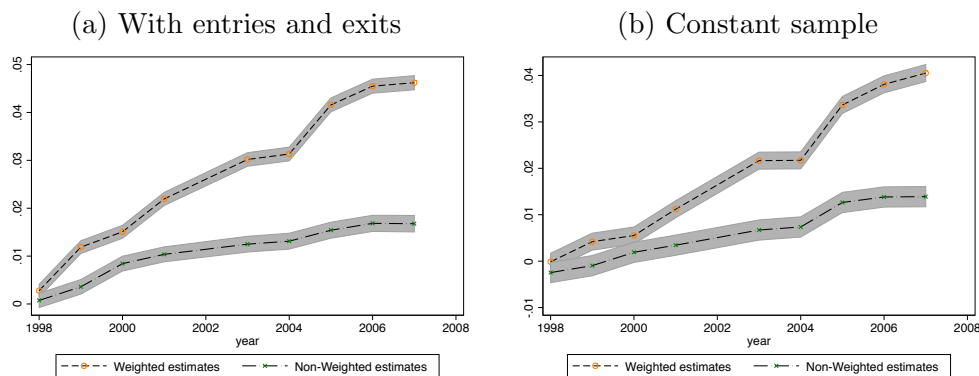 (a) With entries and exits
.05
.04
.03
.02
.01
0
1998 2000 2002 2004 2006 2008
year
Weighted estimates Non-Weighted estimates
(b) Constant sample
.04
.03
.02
.01
0
-.01
1998 2000 2002 2004 2006 2008
year
Weighted estimates Non-Weighted estimates